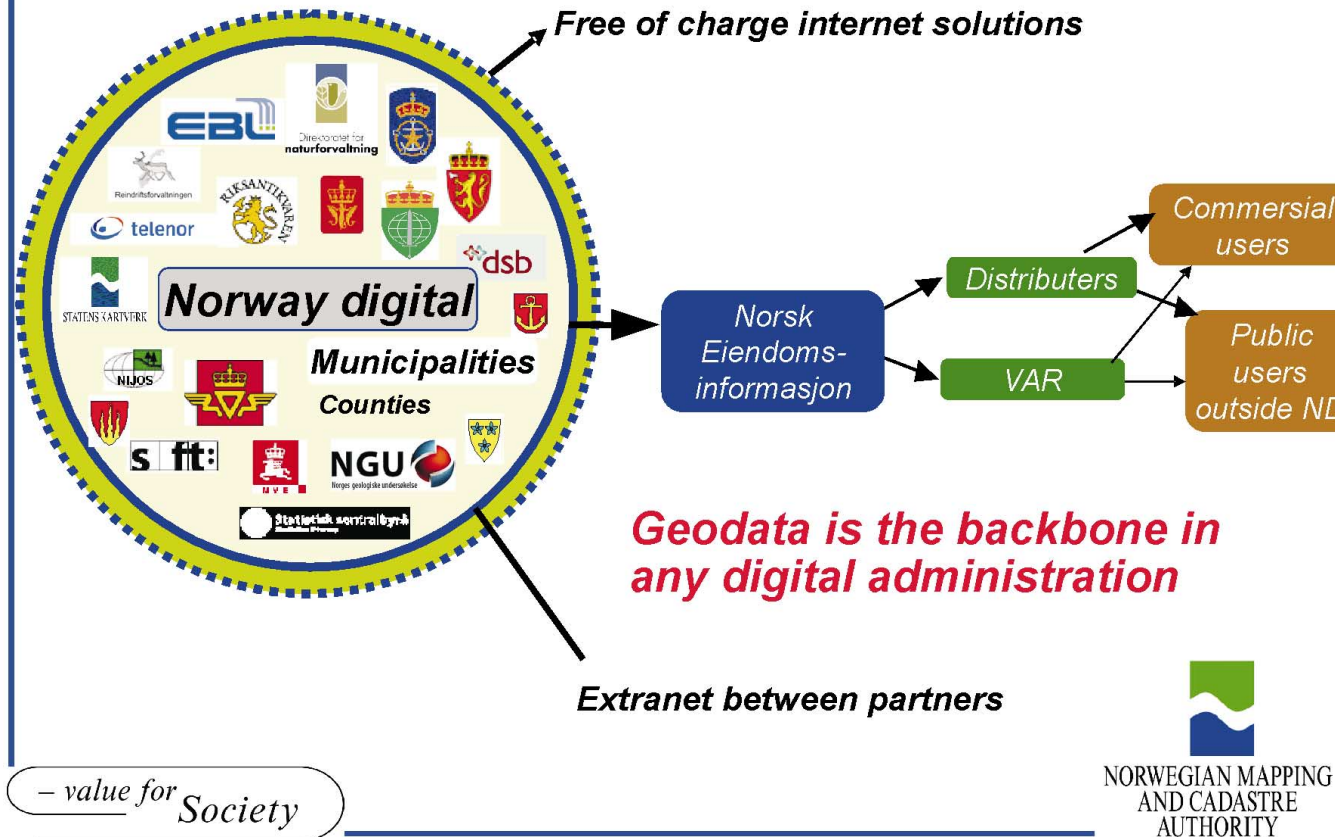 Free of charge internet solutions
EBL
Direktoratet for
naturforvaltning
Reindriftsforvaltningen
RIKSANTIKVAREN
telenor
dsb
STATENS KARTVERK
Norway digital
NIJOS
Municipalities
Counties
s ft:
NVE
NGU
Norges geologiske undersøkelse
Statistisk sentralbyrå
Norsk
Eiendoms-
informasjon
Distributers
VAR
Commersial
users
Public
users
outside ND
Geodata is the backbone in
any digital administration
Extranet between partners
– value for Society
NORWEGIAN MAPPING
AND CADASTRE
AUTHORITY